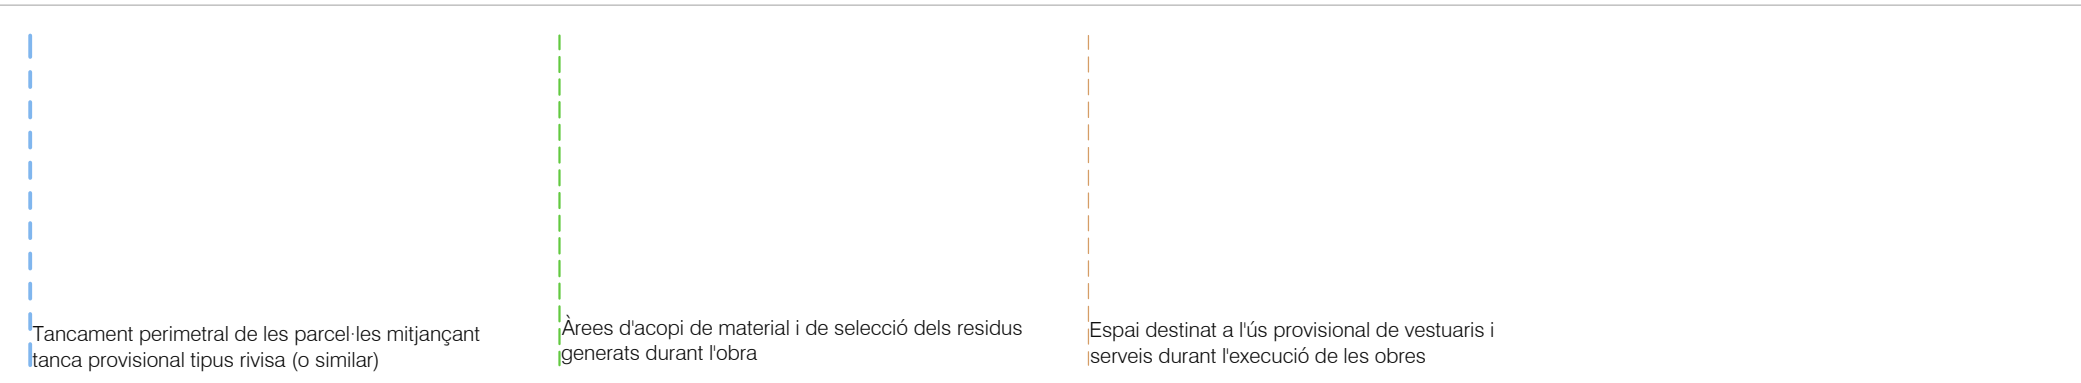 Tancament perimetral de les parcel·les mitjançant
tanca provisional tipus rivisa (o similar)
Àrees d'acopi de material i de selecció dels residus
generats durant l'obra
Espai destinat a l'ús provisional de vestuaris i
serveis durant l'execució de les obres